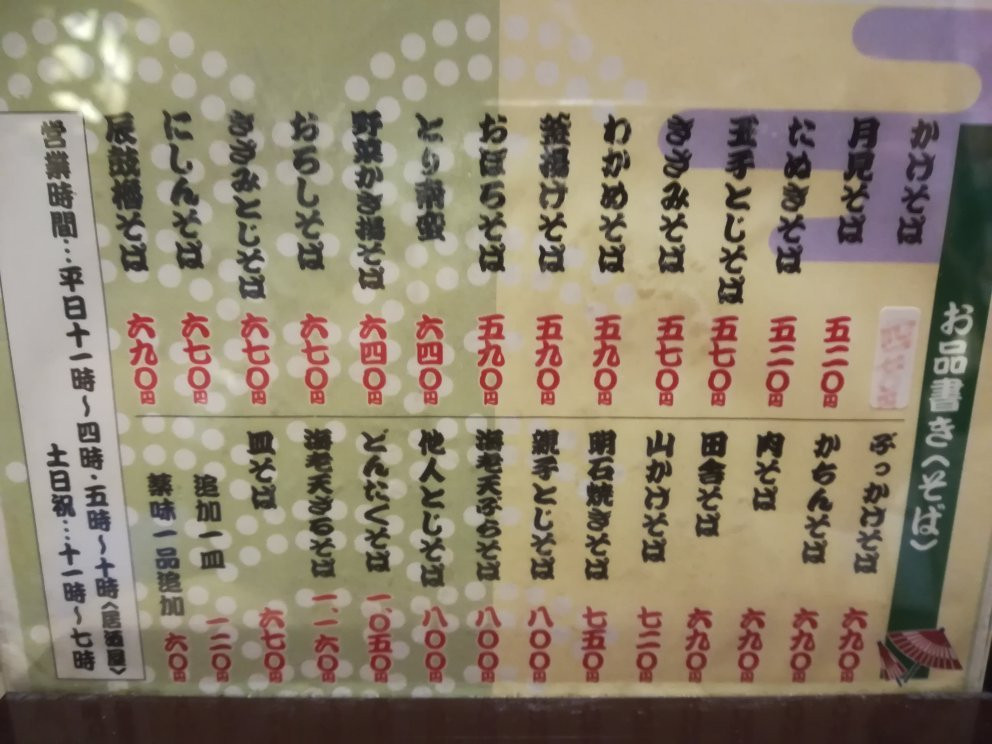 お品書き〈そば〉
かけそば
月見そば 五二〇円
たぬきそば 五二〇円
玉子とじそば 五七〇円
きざみそば 五七〇円
わかめそば 五九〇円
釜揚げそば 五九〇円
おぼろそば 五九〇円
とり南蛮 六四〇円
野菜かき揚そば 六四〇円
おろしそば 六七〇円
きざみとじそば 六七〇円
にしんそば 六七〇円
辰鼓楼そば 六九〇円
ぶっかけそば 六九〇円
かちんそば 六九〇円
肉そば 六九〇円
田舎そば 六九〇円
山かけそば 七二〇円
明石焼きそば 七五〇円
親子とじそば 八〇〇円
海老天ぷらそば 八〇〇円
他人とじそば 八〇〇円
どんたくそば 一、〇五〇円
海老天ざるそば 一、一六〇円
皿そば 六七〇円
追加一皿 一二〇円
薬味一品追加 六〇円
営業時間…平日十一時〜四時・五時〜十時〈居酒屋〉
土日祝…十一時〜七時